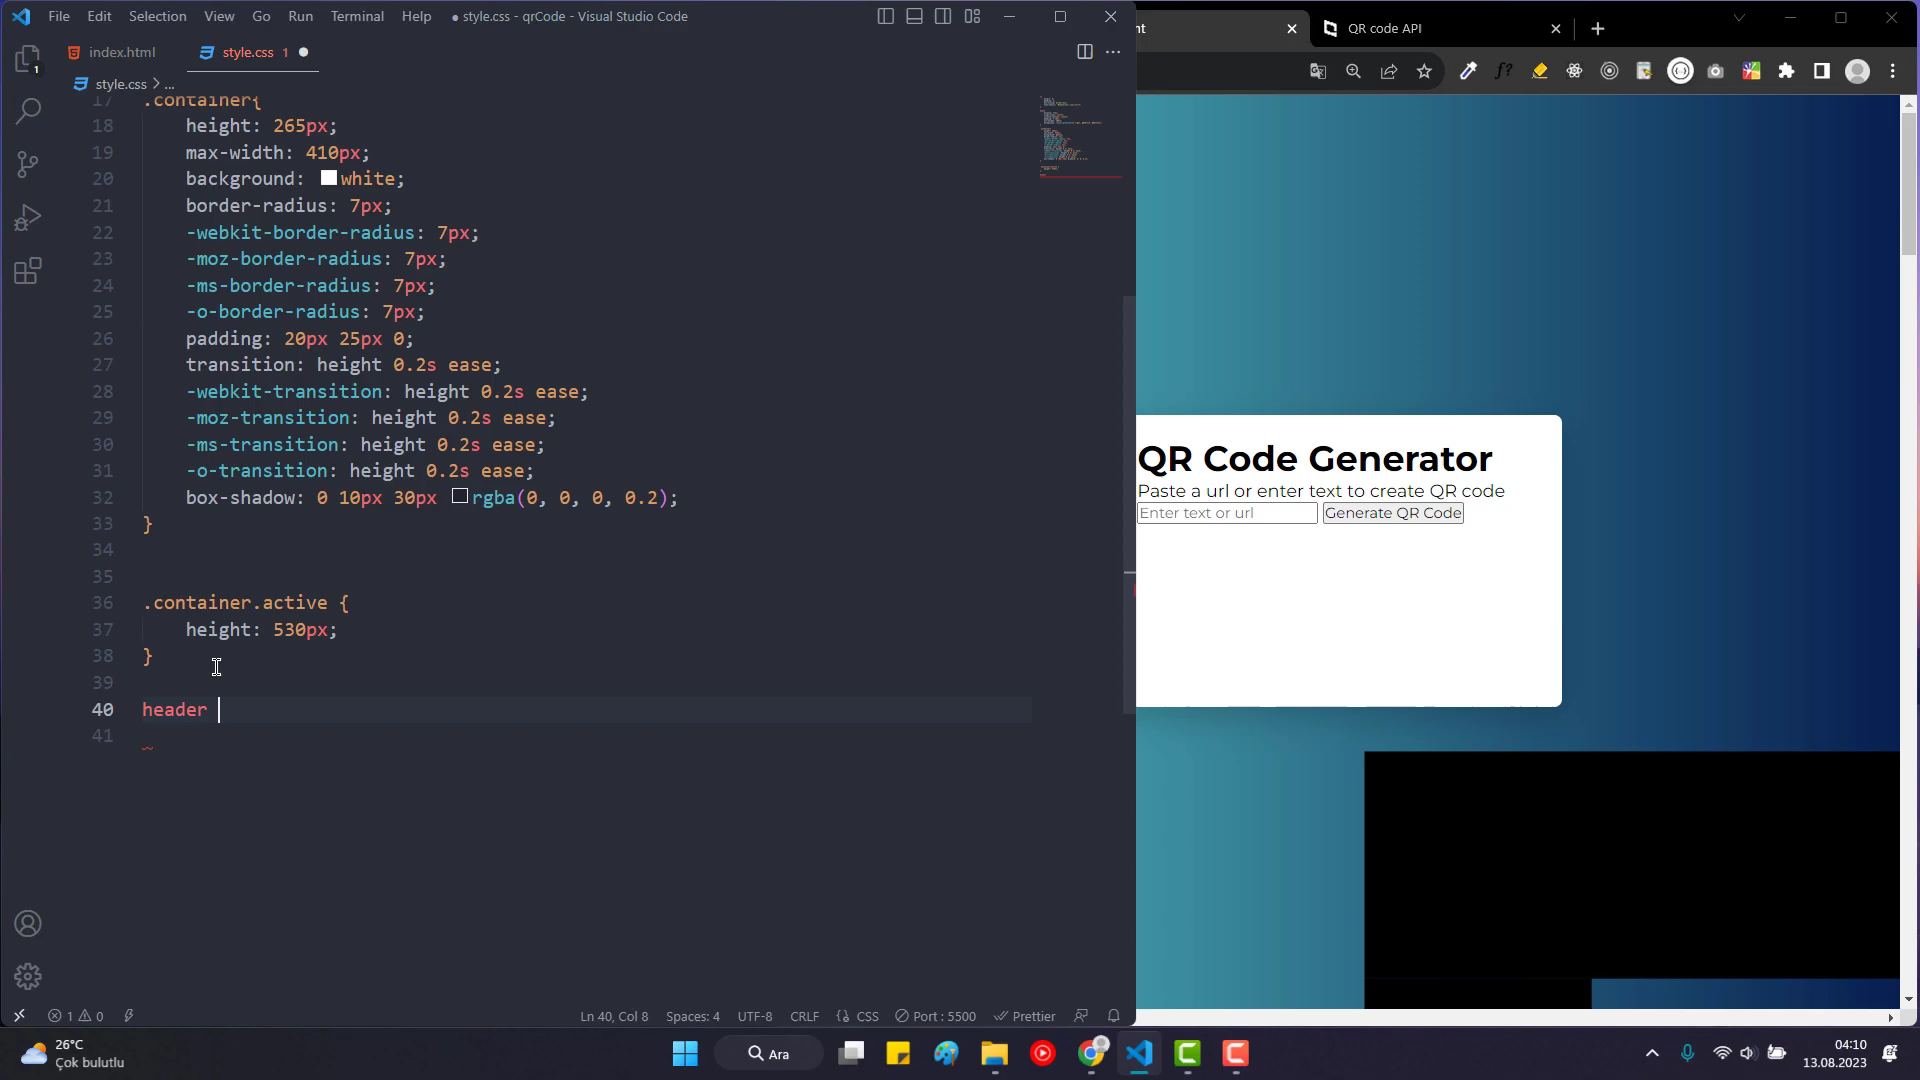 File Edit Selection View Go Run Terminal Help
● style.css - qrCode - Visual Studio Code
nt
QR code API
index.html
style.css 1
1
style.css > ...
17 .container{
18 height: 265px;
19 max-width: 410px;
20 background: white;
21 border-radius: 7px;
22 -webkit-border-radius: 7px;
23 -moz-border-radius: 7px;
24 -ms-border-radius: 7px;
25 -o-border-radius: 7px;
26 padding: 20px 25px 0;
27 transition: height 0.2s ease;
28 -webkit-transition: height 0.2s ease;
29 -moz-transition: height 0.2s ease;
30 -ms-transition: height 0.2s ease;
31 -o-transition: height 0.2s ease;
32 box-shadow: 0 10px 30px rgba(0, 0, 0, 0.2);
33 }
34
35
36 .container.active {
37 height: 530px;
38 }
39
40 header
41
QR Code Generator
Paste a url or enter text to create QR code
Enter text or url Generate QR Code
1 0 Ln 40, Col 8 Spaces: 4 UTF-8 CRLF {} CSS Port : 5500 Prettier
26°C
Çok bulutlu
Ara
04:10
13.08.2023